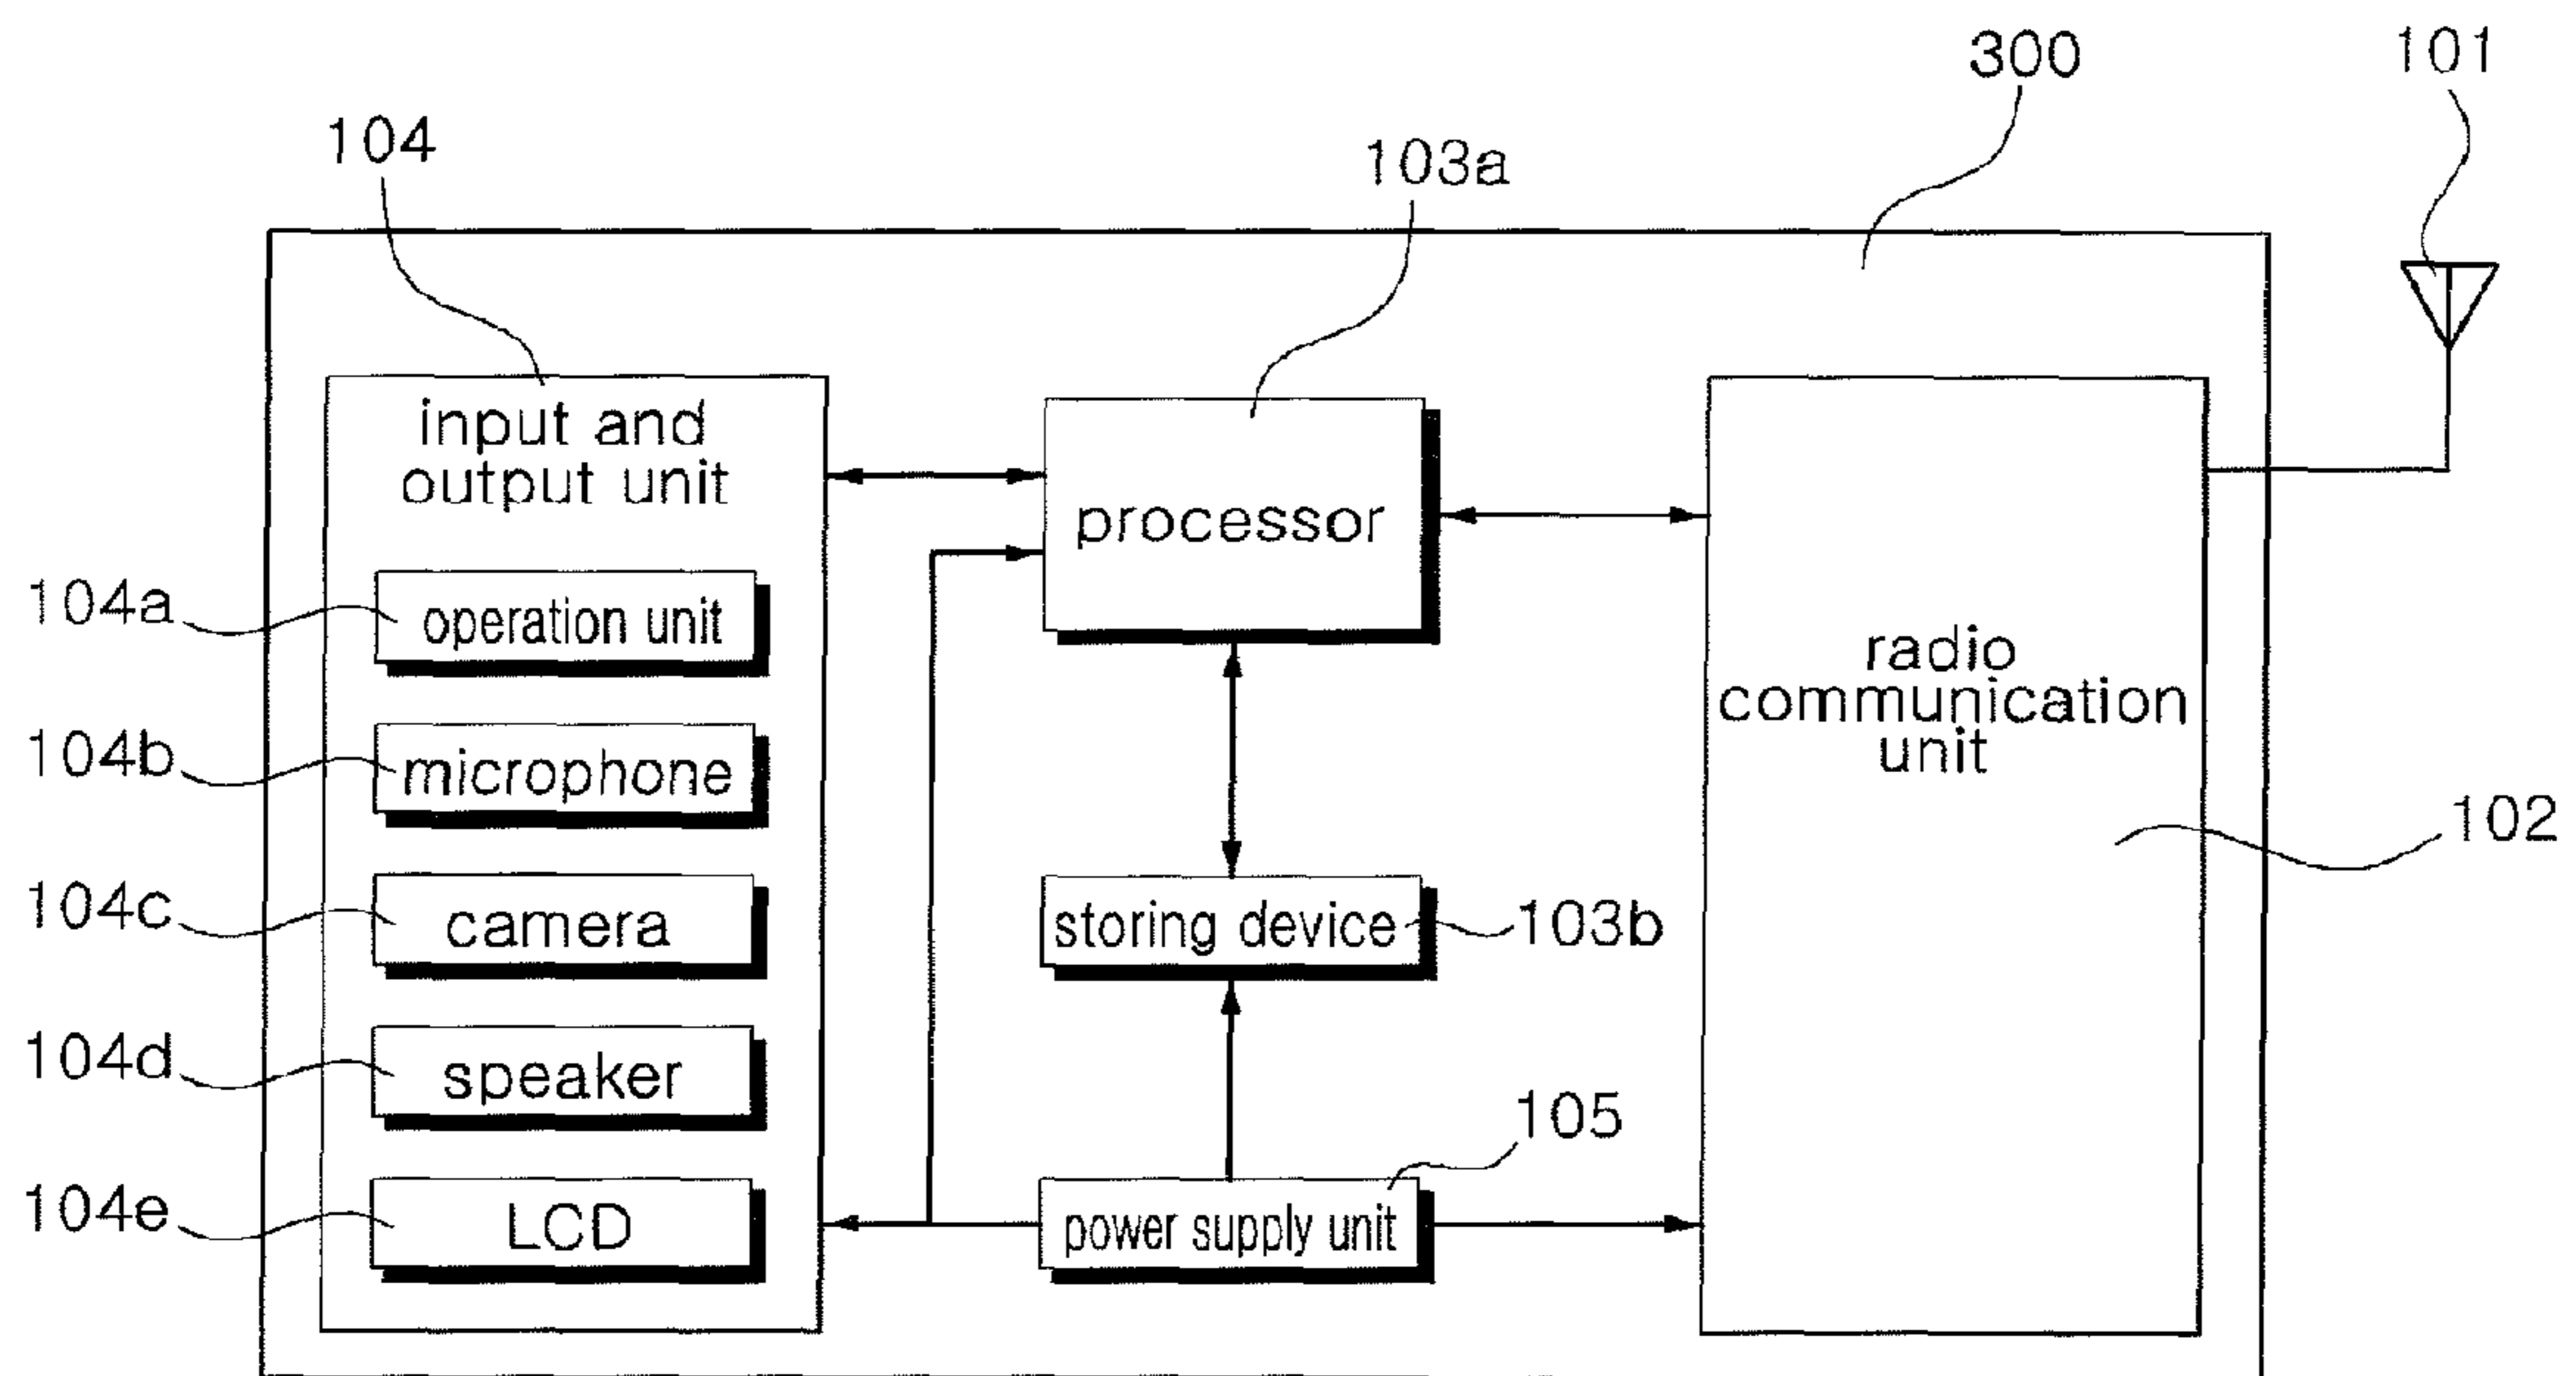 300
101
104
103a
input and
output unit
processor
104a
operation unit
radio
communication
unit
104b
microphone
102
104c
camera
storing device
103b
104d
speaker
105
104e
LCD
power supply unit